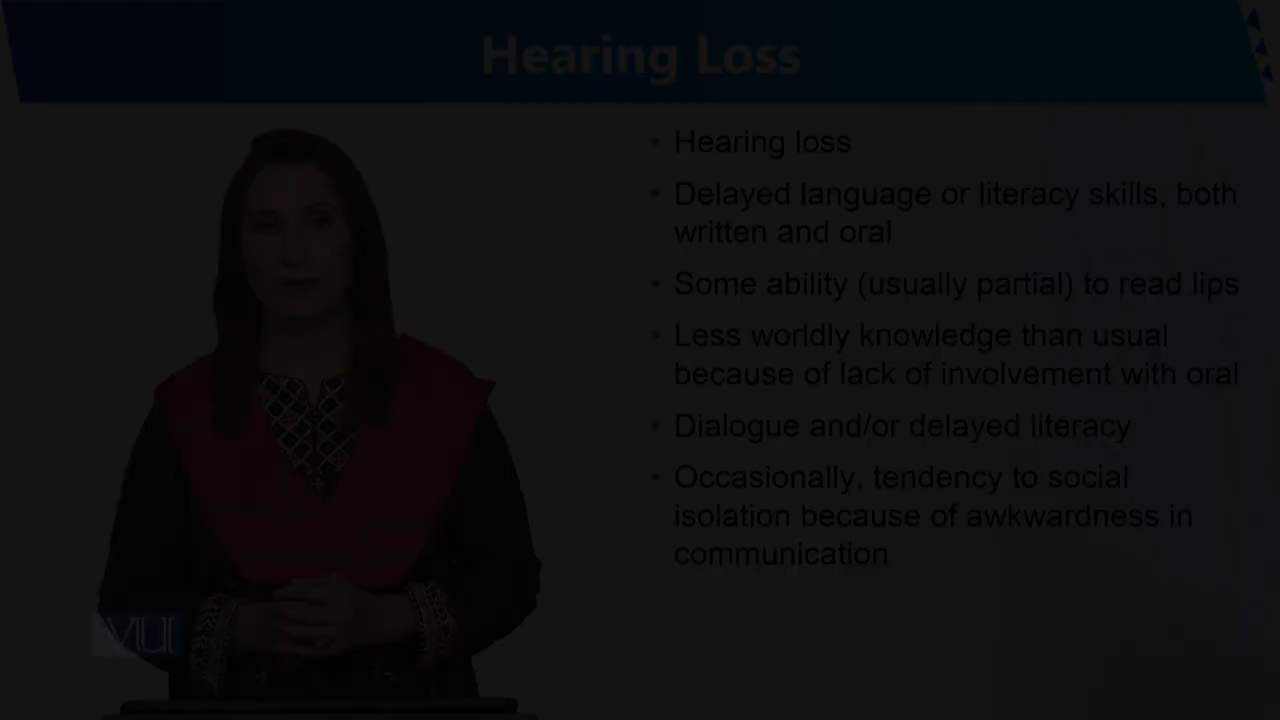 Hearing Loss
• Hearing loss
• Delayed language or literacy skills, both
written and oral
• Some ability (usually partial) to read lips
• Less worldly knowledge than usual
because of lack of involvement with oral
• Dialogue and/or delayed literacy
• Occasionally, tendency to social
isolation because of awkwardness in
communication
VU